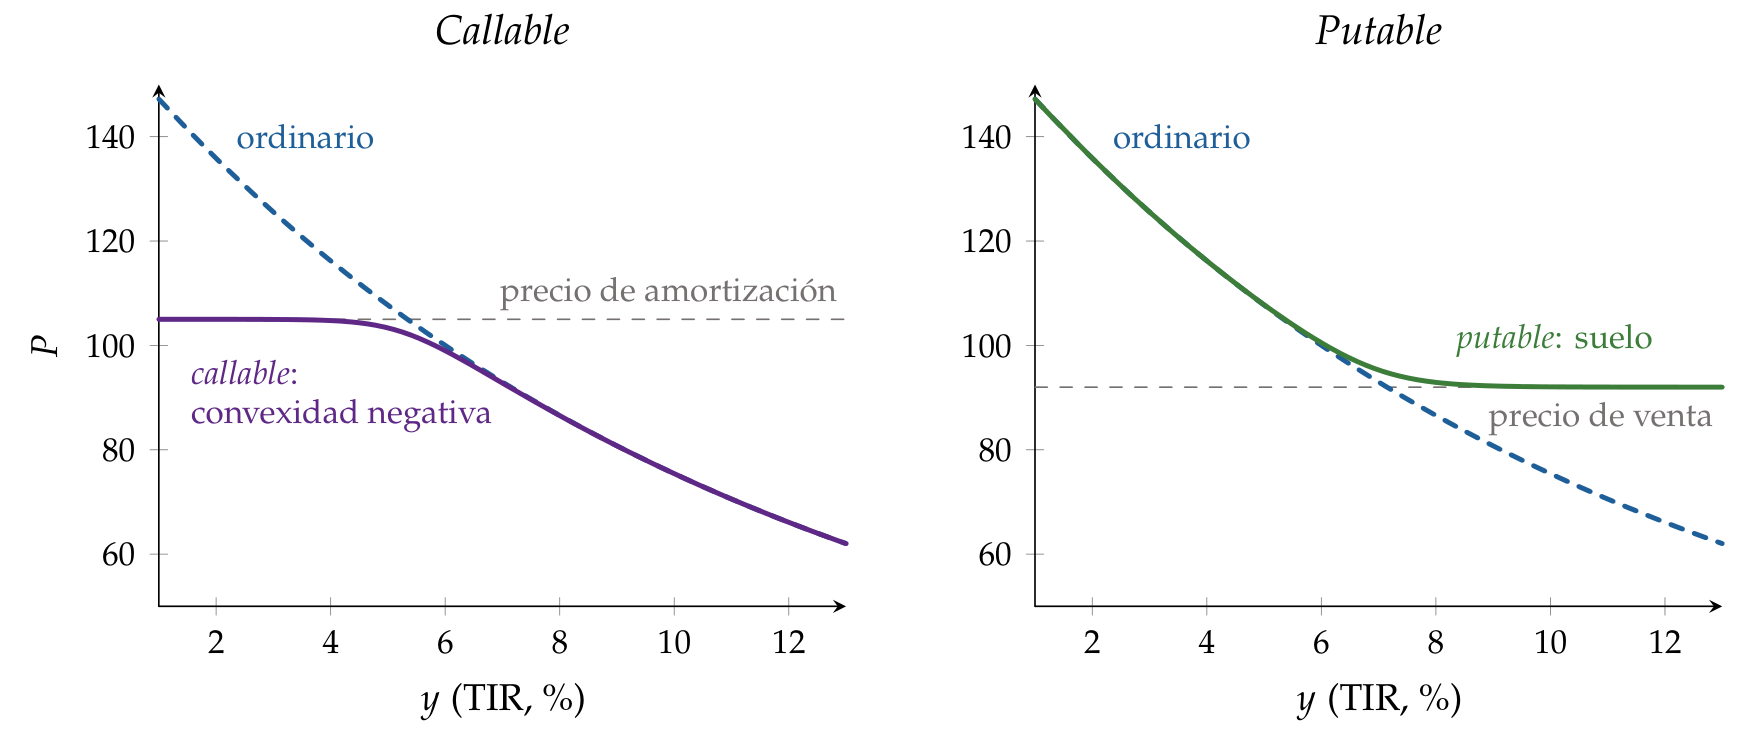 Callable
Putable
140
120
100
80
60
P
ordinario
precio de amortización
callable:
convexidad negativa
2 4 6 8 10 12
y (TIR, %)
140
120
100
80
60
ordinario
putable: suelo
precio de venta
2 4 6 8 10 12
y (TIR, %)